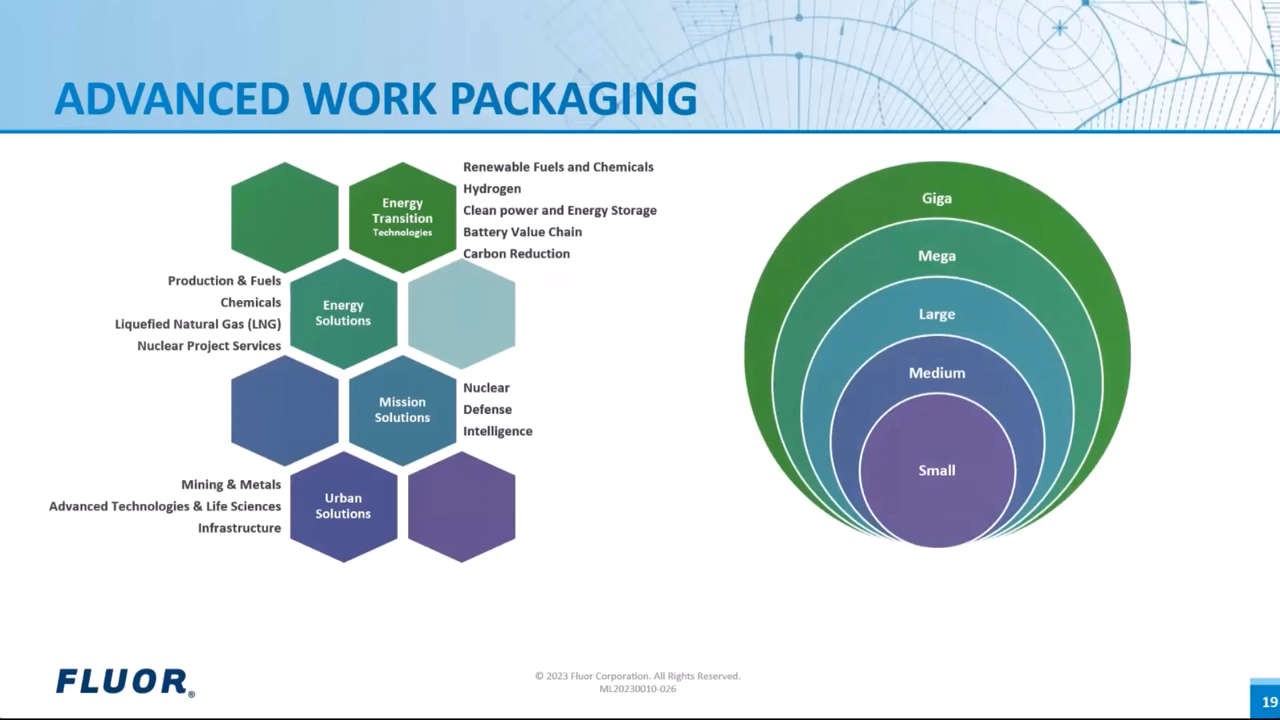 ADVANCED WORK PACKAGING
Energy
Transition
Technologies
Renewable Fuels and Chemicals
Hydrogen
Clean power and Energy Storage
Battery Value Chain
Carbon Reduction
Production & Fuels
Chemicals
Liquefied Natural Gas (LNG)
Nuclear Project Services
Energy
Solutions
Mission
Solutions
Nuclear
Defense
Intelligence
Mining & Metals
Advanced Technologies & Life Sciences
Infrastructure
Urban
Solutions
Giga
Mega
Large
Medium
Small
FLUOR®
© 2023 Fluor Corporation. All Rights Reserved.
ML20230010-026
19